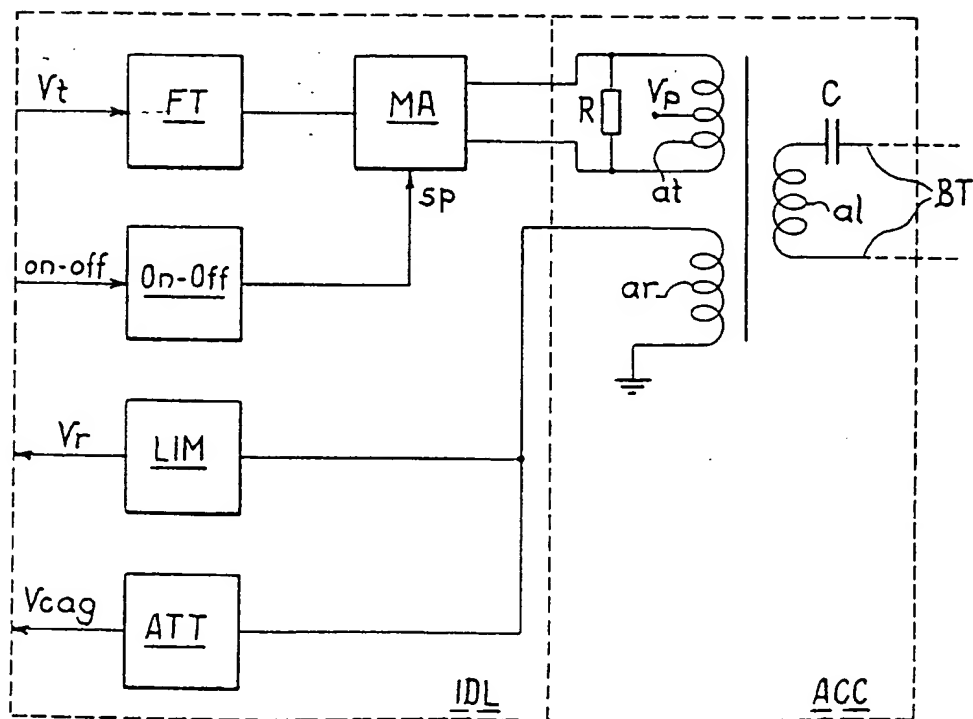 Vt
FT
MA
R
Vp
at
C
al
BT
sp
on-off
On-Off
ar
Vr
LIM
Vcag
ATT
IDL
ACC